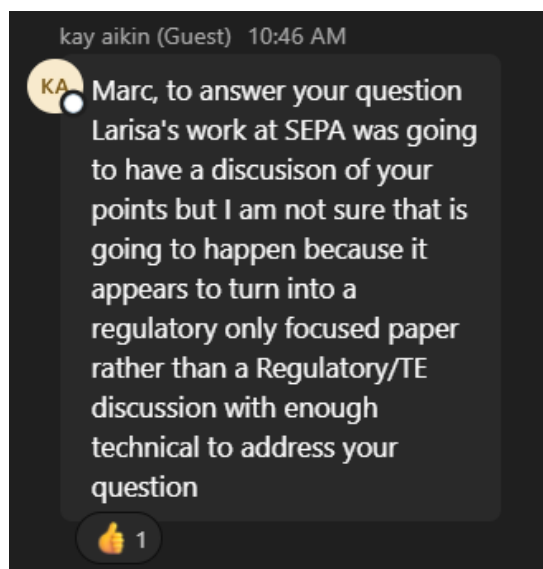 kay aikin (Guest) 10:46 AM
KA
Marc, to answer your question
Larisa's work at SEPA was going
to have a discusison of your
points but I am not sure that is
going to happen because it
appears to turn into a
regulatory only focused paper
rather than a Regulatory/TE
discussion with enough
technical to address your
question
👍 1